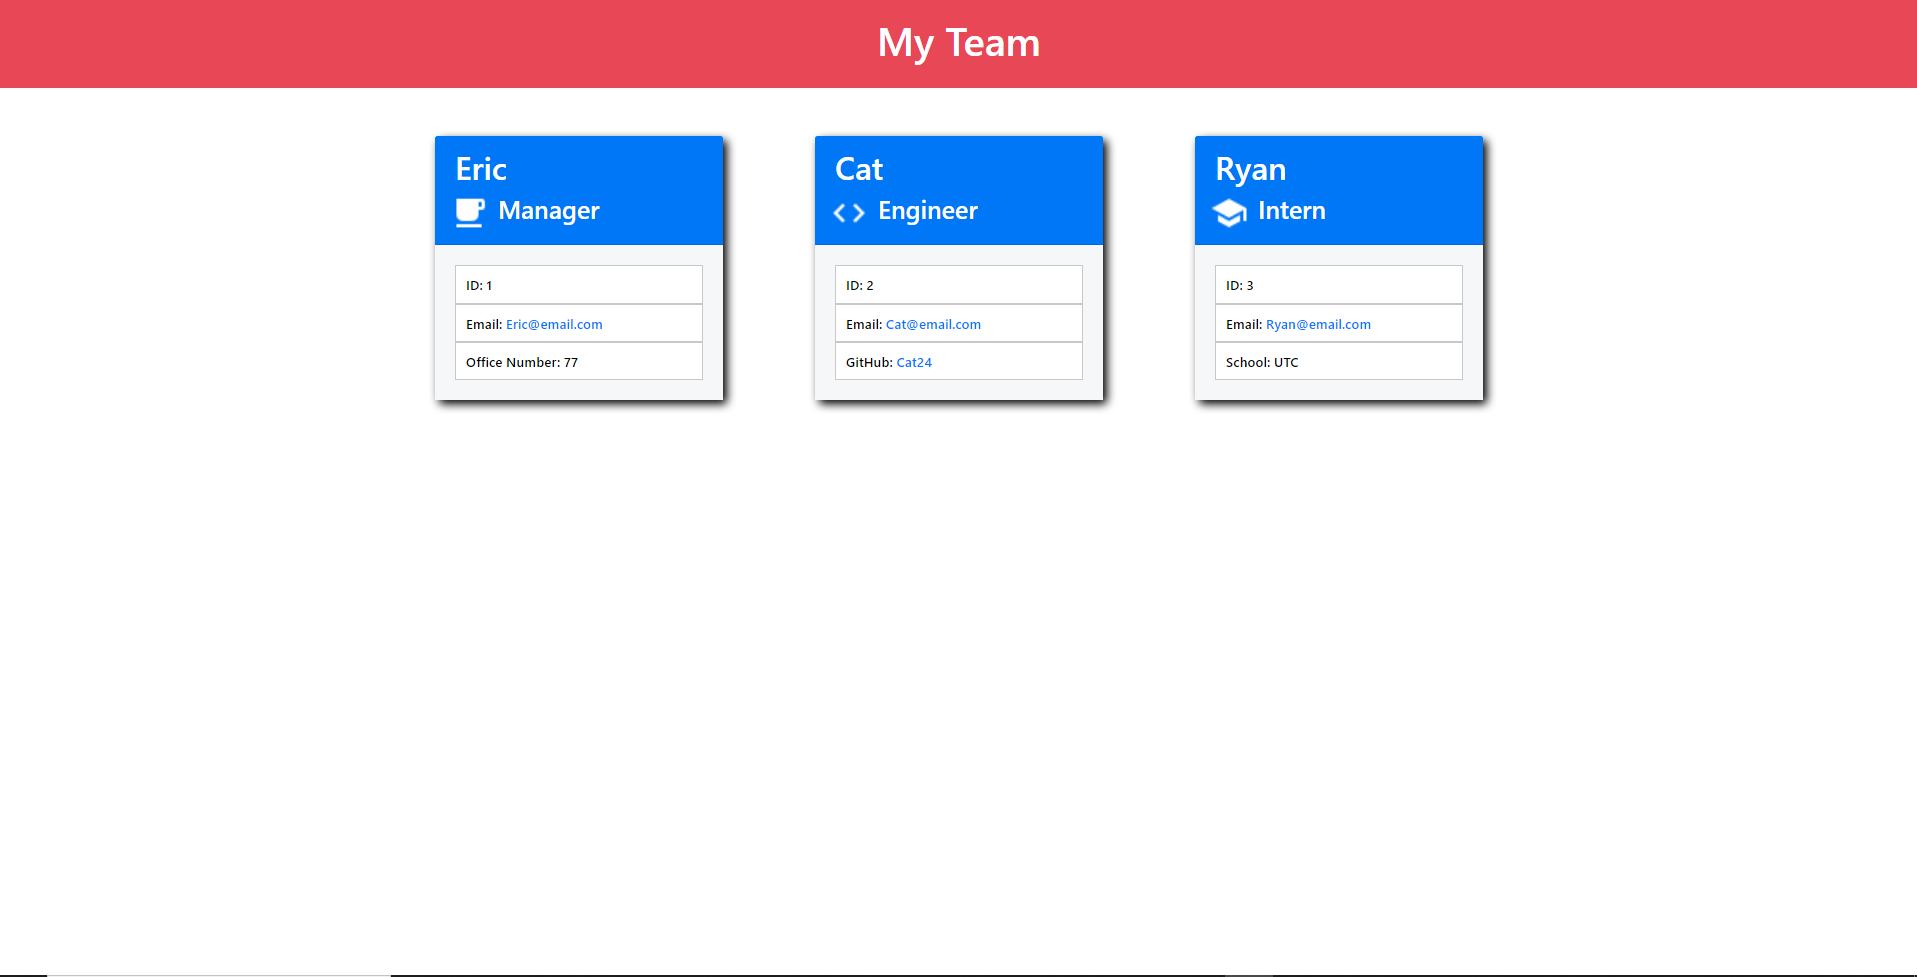 My Team
Eric
Manager
ID: 1
Email: Eric@email.com
Office Number: 77
Cat
Engineer
ID: 2
Email: Cat@email.com
GitHub: Cat24
Ryan
Intern
ID: 3
Email: Ryan@email.com
School: UTC